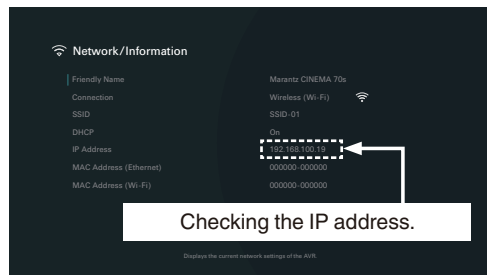 Network/Information
Friendly Name Marantz CINEMA 70s
Connection Wireless (Wi-Fi)
SSID SSID-01
DHCP On
IP Address 192.168.100.19
MAC Address (Ethernet) 000000-000000
MAC Address (Wi-Fi) 000000-000000
Checking the IP address.
Displays the current network settings of the AVR